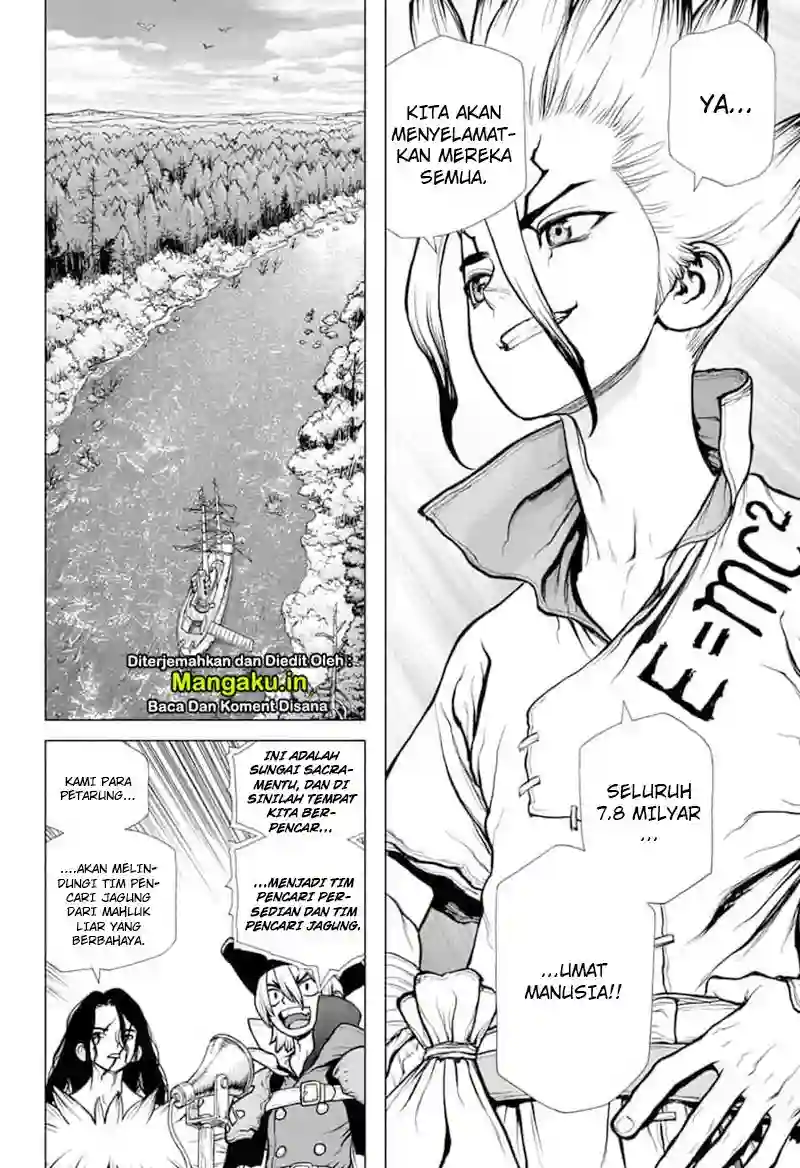 YA...
KITA AKAN
MENYELAMAT-
KAN MEREKA
SEMUA.
E=mc²
SELURUH
7.8 MILYAR
...
...UMAT
MANUSIA!!
Diterjemahkan dan Diedit Oleh :
Mangaku.in
Baca Dan Koment Disana
INI ADALAH
SUNGAI SACRA-
MENTU, DAN DI
SINILAH TEMPAT
KITA BER-
PENCAR...
...MENJADI TIM
PENCARI PER-
SEDIAN DAN TIM
PENCARI JAGUNG.
KAMI PARA
PETARUNG...
....AKAN MELIN-
DUNGI TIM PEN-
CARI JAGUNG
DARI MAHLUK
LIAR YANG
BERBAHAYA.